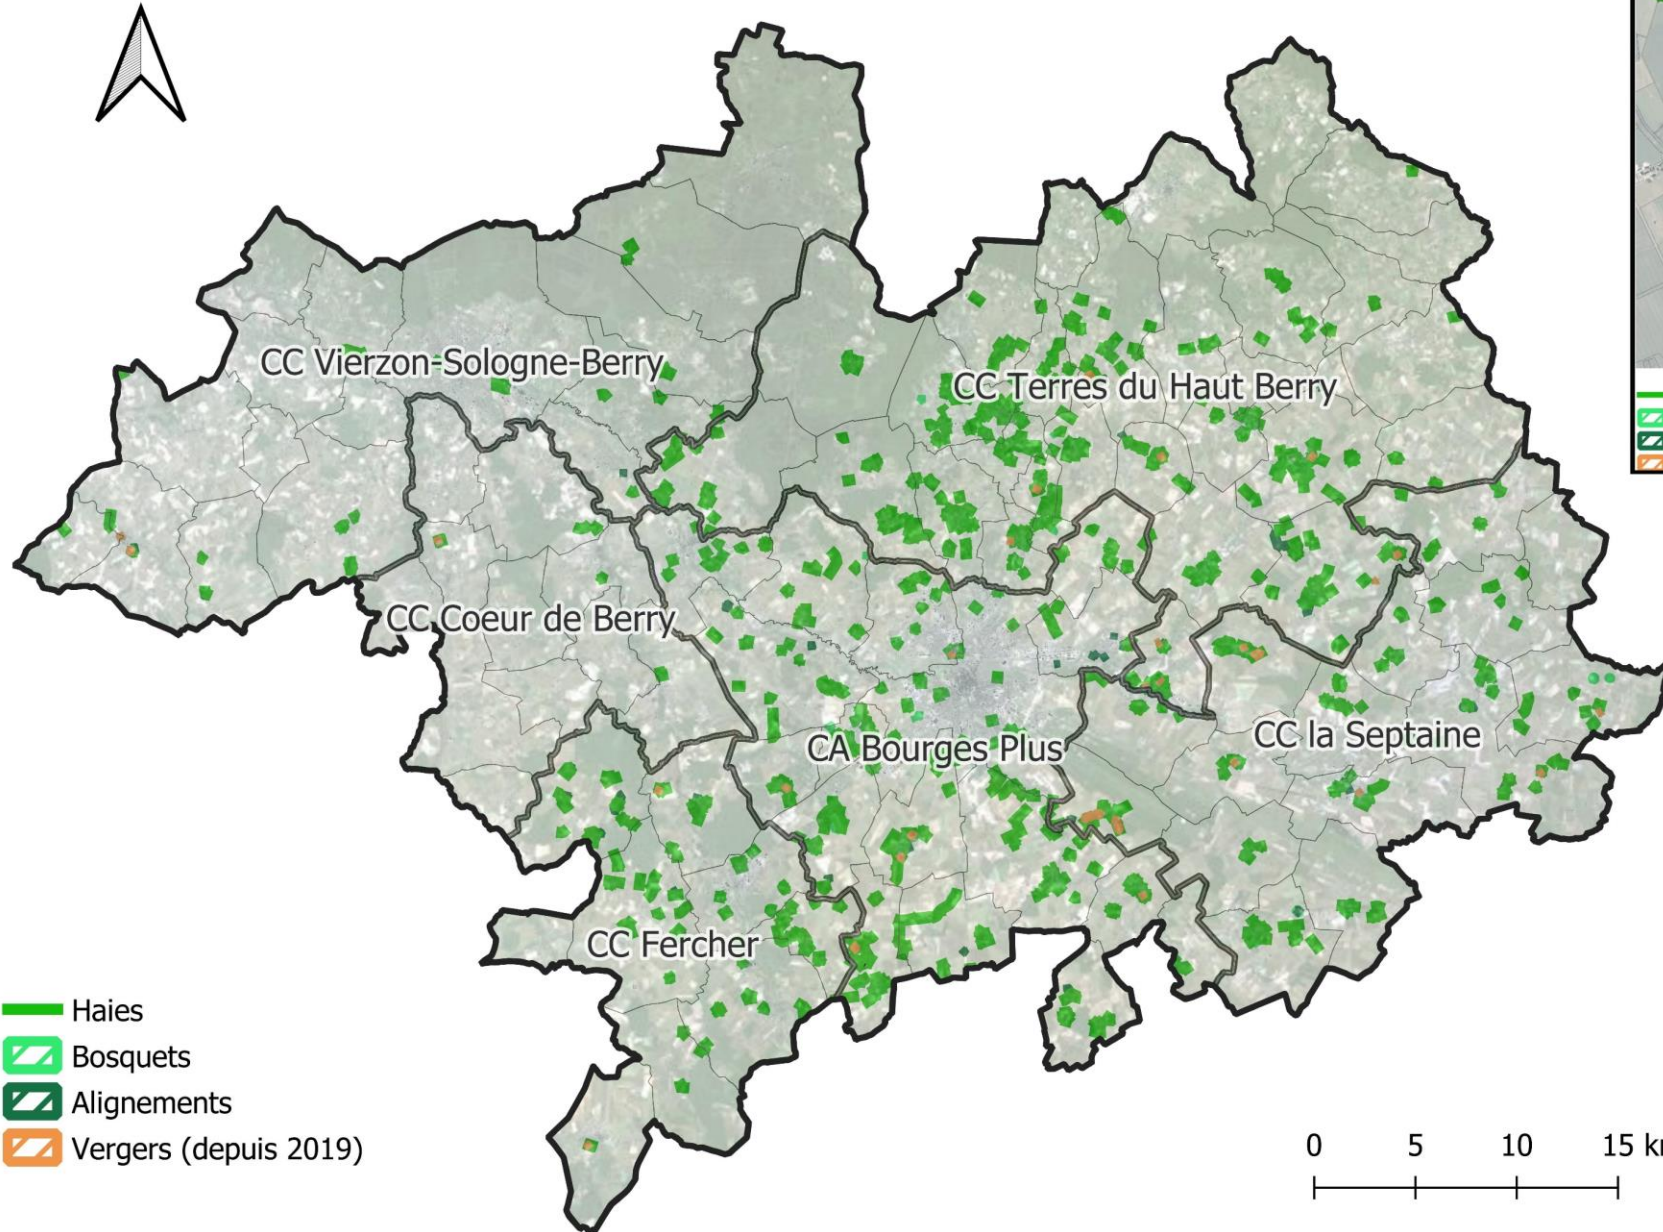 CC Vierzon-Sologne-Berry
CC Terres du Haut Berry
CC Coeur de Berry
CC la Septaine
CA Bourges Plus
CC Fercher
Haies
Bosquets
Alignements
Vergers (depuis 2019)
0 5 10 15 km